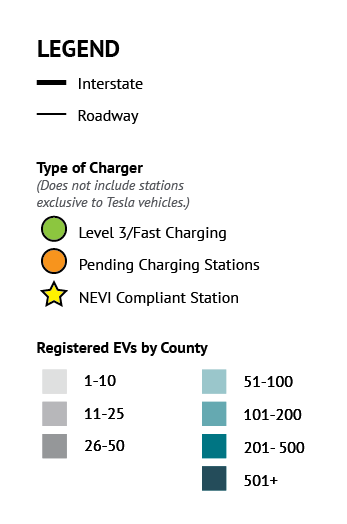 LEGEND
Interstate
Roadway
Type of Charger
(Does not include stations
exclusive to Tesla vehicles.)
Level 3/Fast Charging
Pending Charging Stations
NEVI Compliant Station
Registered EVs by County
1-10
11-25
26-50
51-100
101-200
201- 500
501+